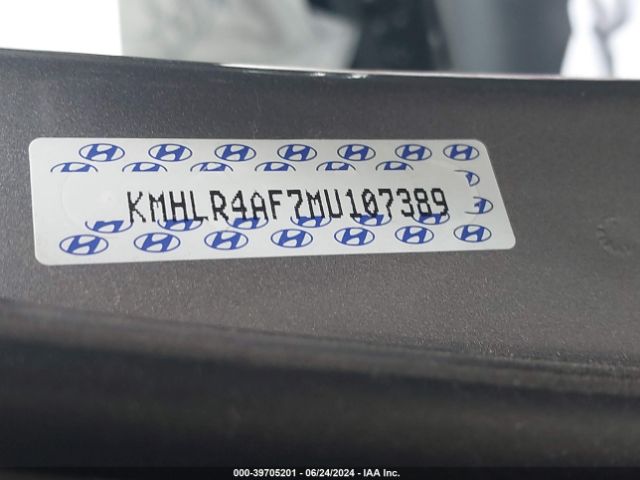 KMHLR4AF7MU107389
000-39705201 - 06/24/2024 - IAA Inc.